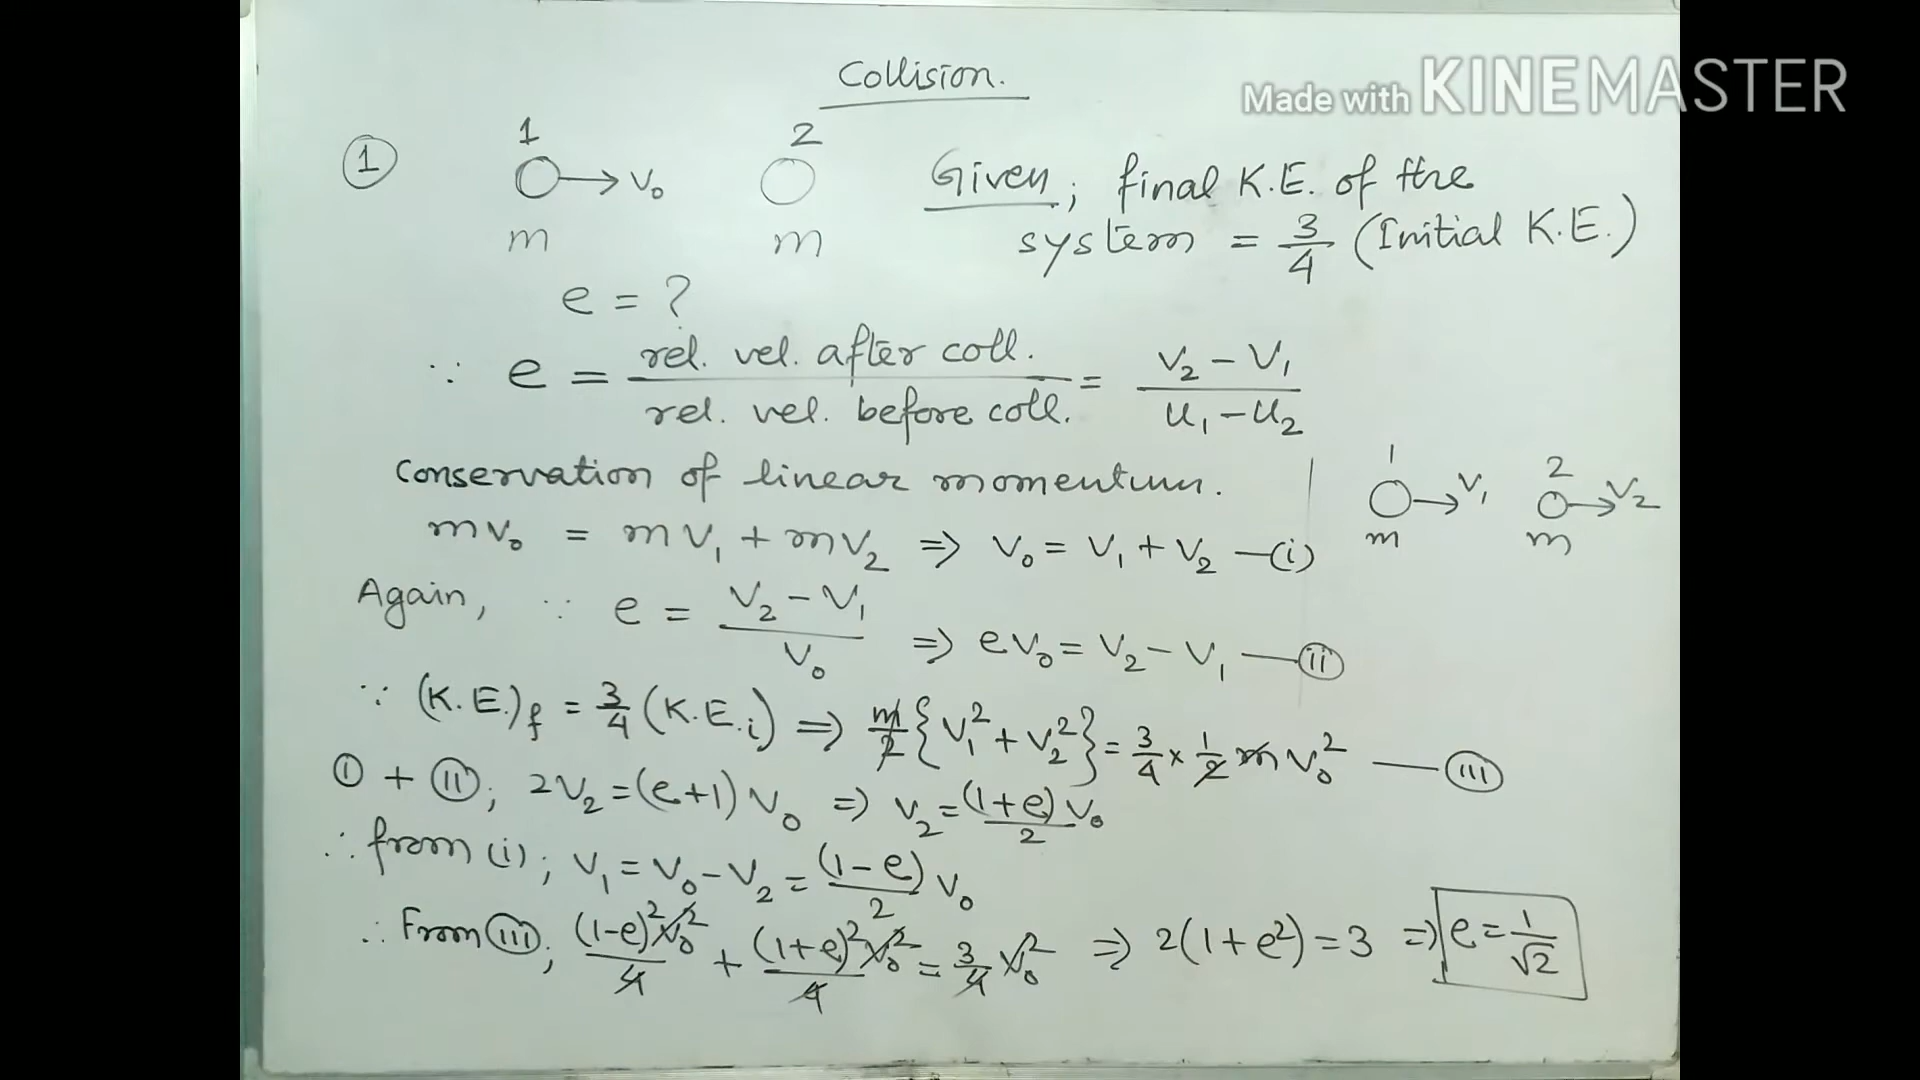 Collision.
Made with KINEMASTER
① 1 → V₀ 2 Given; final K.E. of the
m m system = 3/4 (Initial K.E.)
e = ?
∵ e = rel. vel. after coll. / rel. vel. before coll. = V₂ - V₁ / u₁ - u₂
Conservation of linear momentum.
1 → V₁ 2 → V₂
m m
mV₀ = mV₁ + mV₂ ⇒ V₀ = V₁ + V₂ —(i)
Again, ∵ e = V₂ - V₁ / V₀ ⇒ eV₀ = V₂ - V₁ —(ii)
∵ (K.E.)f = 3/4 (K.E.i) ⇒ m/2 {V₁² + V₂²} = 3/4 × 1/2 mV₀² —(iii)
(i) + (ii); 2V₂ = (e+1) V₀ ⇒ V₂ = (1+e)/2 V₀
∴ from (i); V₁ = V₀ - V₂ = (1-e)/2 V₀
∴ From (iii); (1-e)²V₀²/4 + (1+e)²V₀²/4 = 3/4 V₀² ⇒ 2(1+e²) = 3 ⇒ e = 1/√2